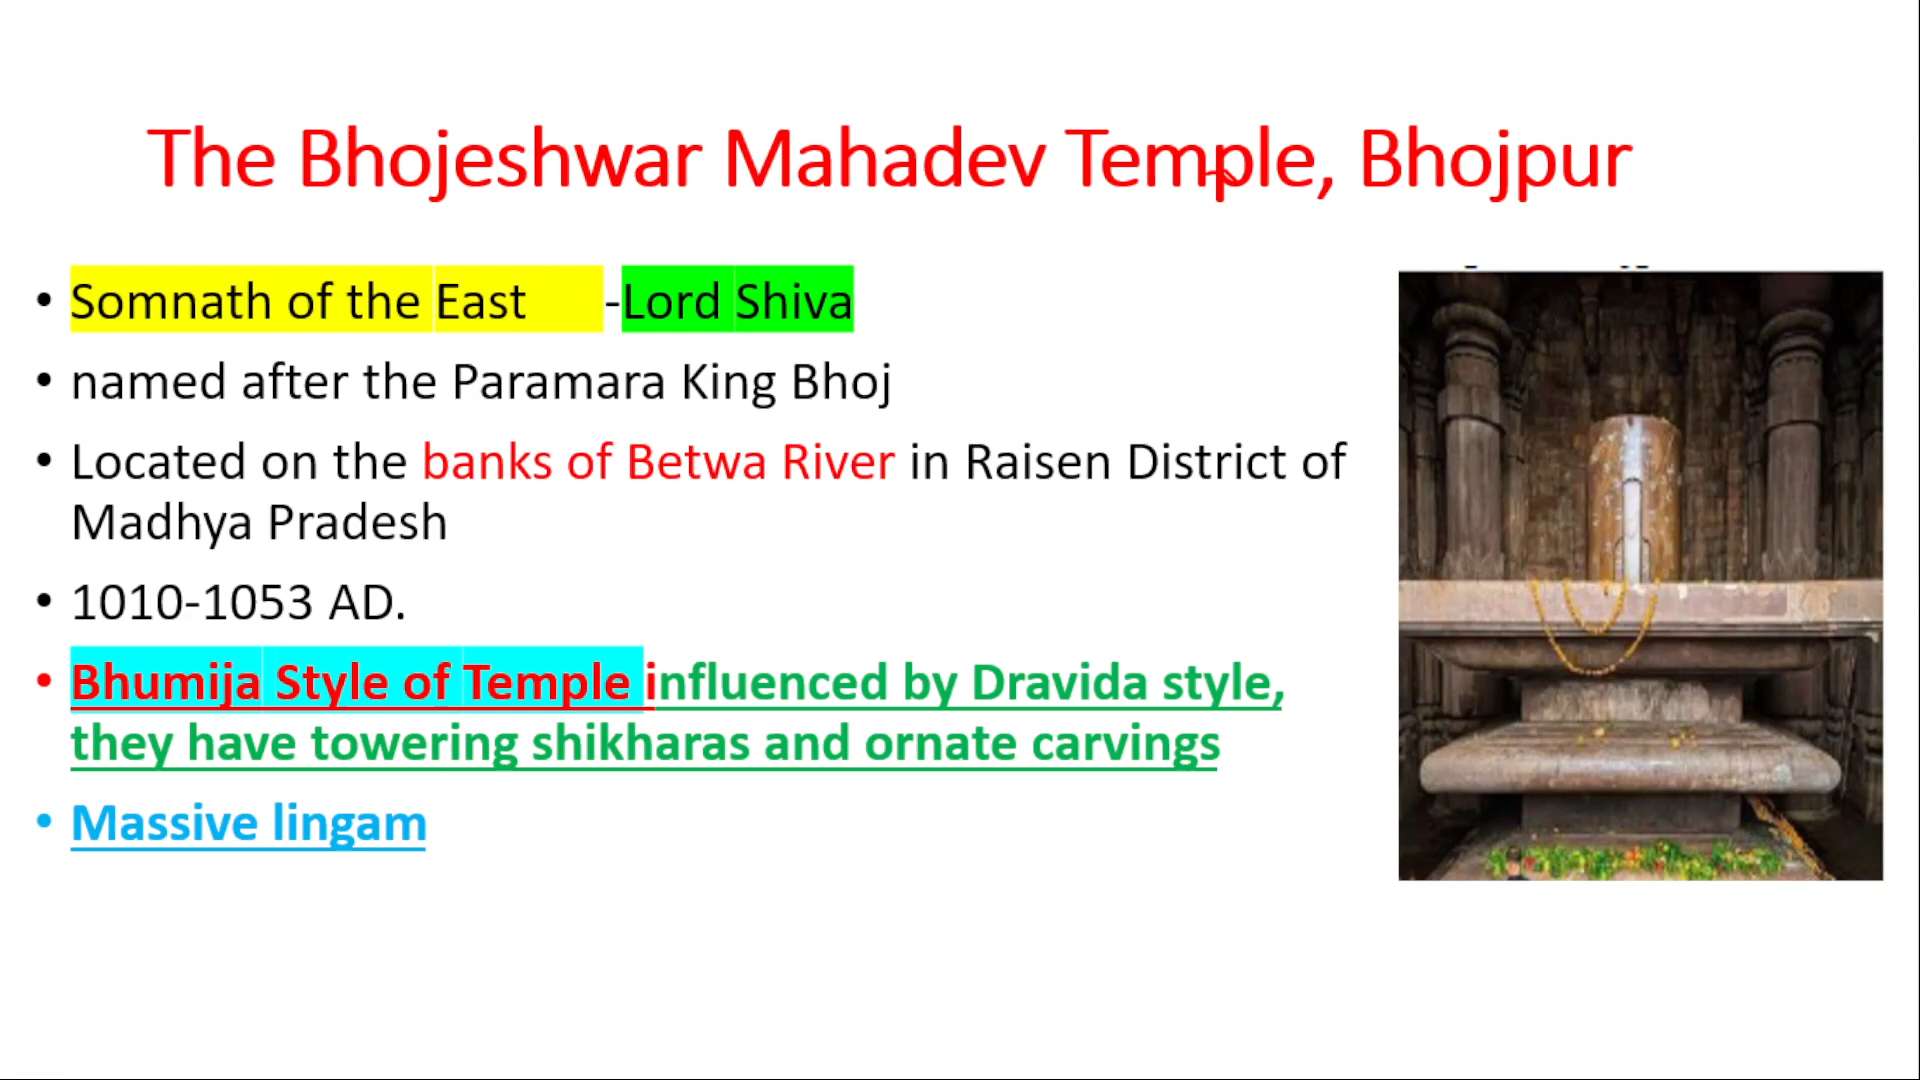 The Bhojeshwar Mahadev Temple, Bhojpur
• Somnath of the East -Lord Shiva
• named after the Paramara King Bhoj
• Located on the banks of Betwa River in Raisen District of
Madhya Pradesh
• 1010-1053 AD.
• Bhumija Style of Temple influenced by Dravida style,
they have towering shikharas and ornate carvings
• Massive lingam